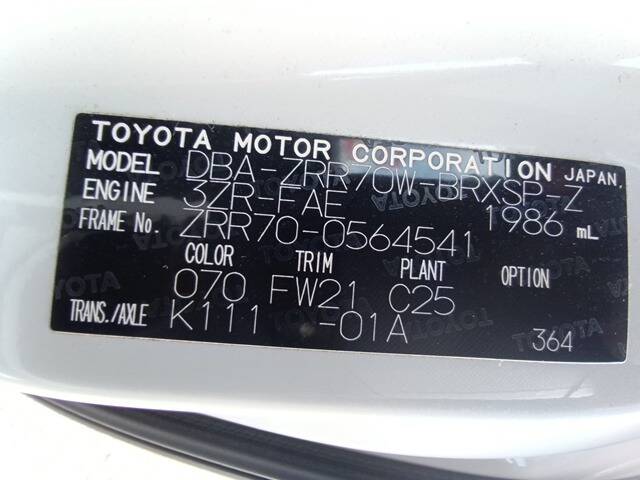 TOYOTA MOTOR CORPORATION JAPAN
MODEL DBA-ZRR70W-BRXSP-Z
ENGINE 3ZR-FAE 1986 mL
FRAME No. ZRR70-0564541
COLOR TRIM PLANT OPTION
070 FW21 C25
TRANS./AXLE K111 -01A 364